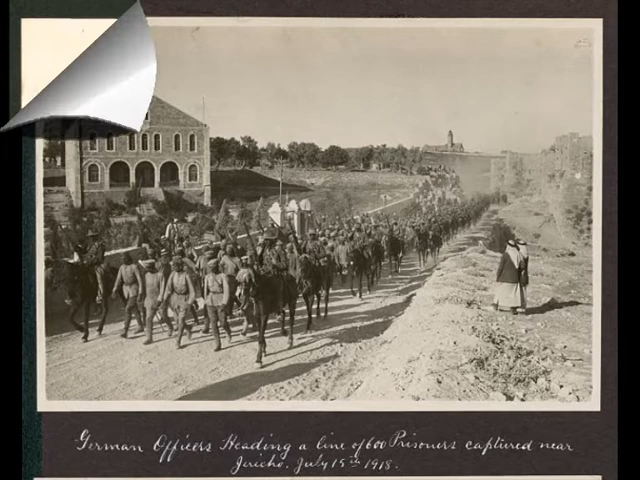 German Officers Heading a line of 600 Prisoners captured near
Jericho. July 15th 1918.